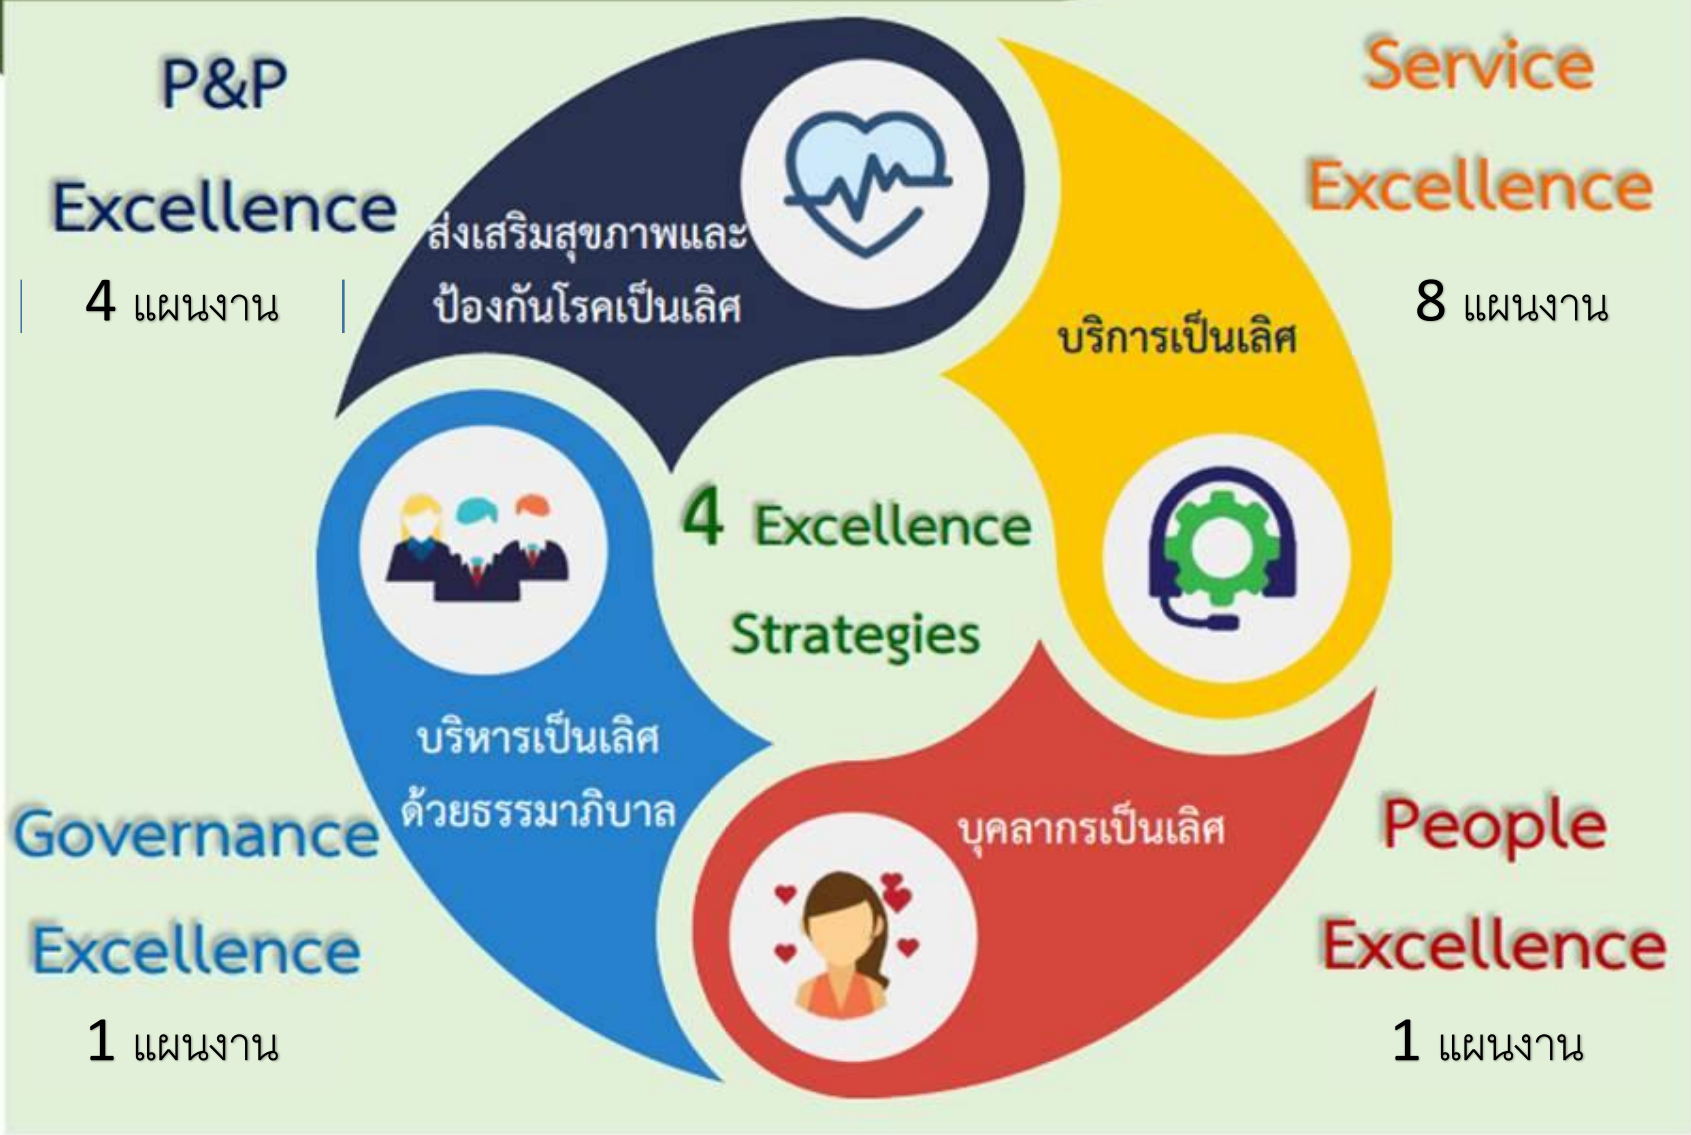 P&P
Excellence
4 แผนงาน
ส่งเสริมสุขภาพและ
ป้องกันโรคเป็นเลิศ
Service
Excellence
8 แผนงาน
บริการเป็นเลิศ
4 Excellence
Strategies
บริหารเป็นเลิศ
ด้วยธรรมาภิบาล
Governance
Excellence
1 แผนงาน
บุคลากรเป็นเลิศ
People
Excellence
1 แผนงาน